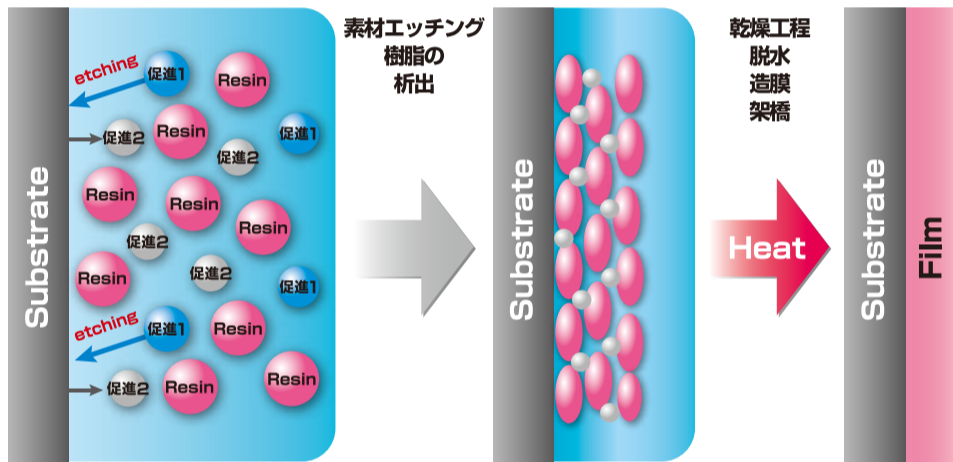 Substrate
etching
促進1
Resin
促進2
Resin
促進1
促進2
Resin
Resin
Resin
促進2
促進2
Resin
促進1
etching
促進1
Resin
促進2
Resin
Resin
素材エッチング
樹脂の
析出
Substrate
乾燥工程
脱水
造膜
架橋
Heat
Substrate
Film